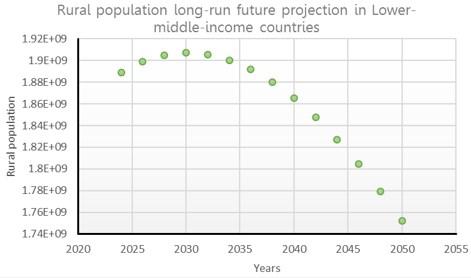 Rural population long-run future projection in Lower-
middle-income countries
1.92E+09
1.9E+09
1.88E+09
1.86E+09
1.84E+09
1.82E+09
1.8E+09
1.78E+09
1.76E+09
1.74E+09
Rural population
2020 2025 2030 2035 2040 2045 2050 2055
Years